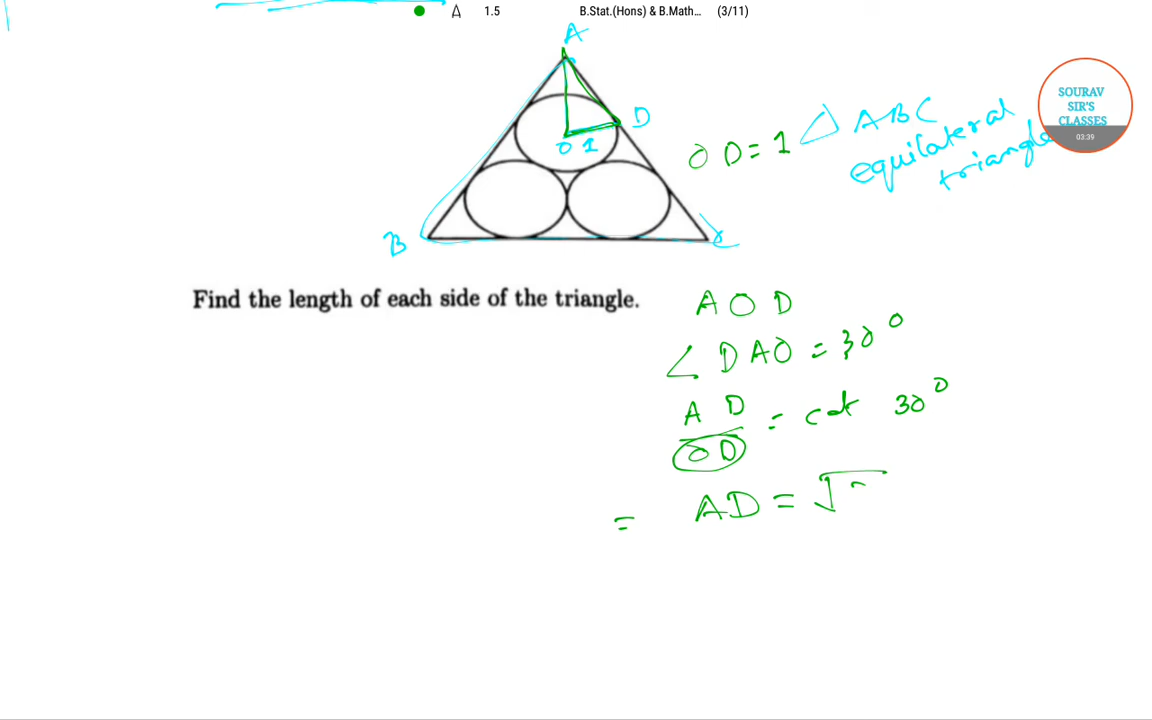 1.5 B.Stat.(Hons) & B.Math... (3/11)
A
SOURAV
SIR'S
CLASSES
03:39
D
O 1
OD = 1
△ ABC
equilateral
triangle
B
C
Find the length of each side of the triangle.
A O D
∠ DAO = 30°
AD
OD
= cot 30°
= AD = √